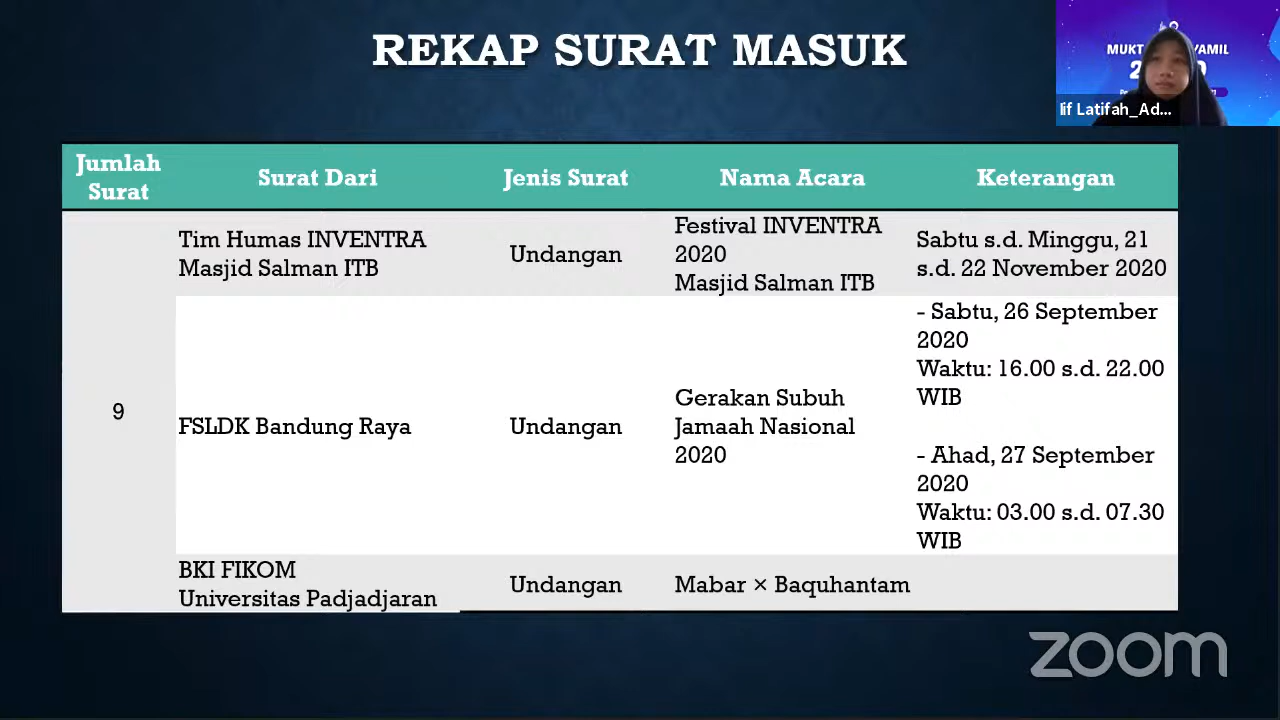 REKAP SURAT MASUK
MUKT
YAMIL
lif Latifah_Ad...
Jumlah Surat
Surat Dari
Jenis Surat
Nama Acara
Keterangan
9
Tim Humas INVENTRA
Masjid Salman ITB
Undangan
Festival INVENTRA
2020
Masjid Salman ITB
Sabtu s.d. Minggu, 21
s.d. 22 November 2020
FSLDK Bandung Raya
Undangan
Gerakan Subuh
Jamaah Nasional
2020
- Sabtu, 26 September
2020
Waktu: 16.00 s.d. 22.00
WIB
- Ahad, 27 September
2020
Waktu: 03.00 s.d. 07.30
WIB
BKI FIKOM
Universitas Padjadjaran
Undangan
Mabar × Baquhantam
zoom